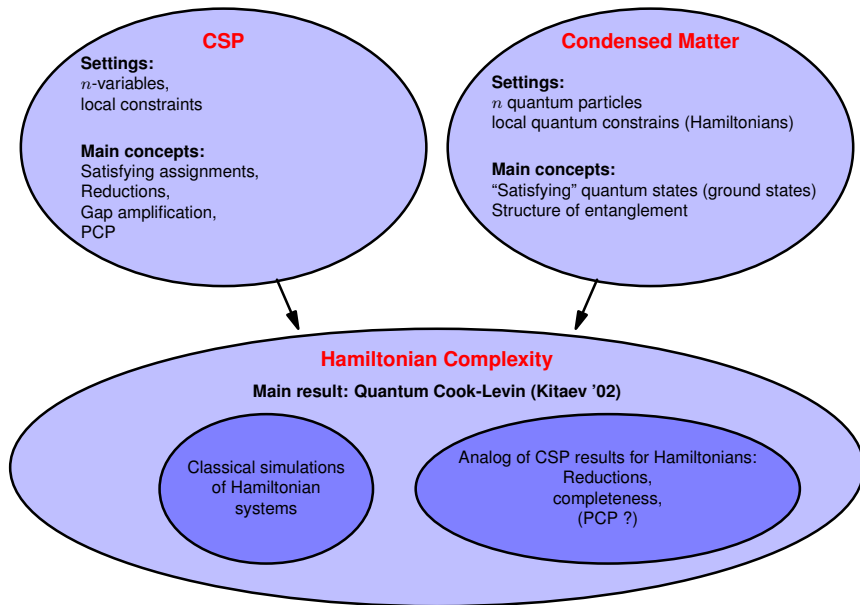 CSP
Settings:
n-variables,
local constraints
Main concepts:
Satisfying assignments,
Reductions,
Gap amplification,
PCP
Condensed Matter
Settings:
n quantum particles
local quantum constrains (Hamiltonians)
Main concepts:
“Satisfying” quantum states (ground states)
Structure of entanglement
Hamiltonian Complexity
Main result: Quantum Cook-Levin (Kitaev '02)
Classical simulations
of Hamiltonian
systems
Analog of CSP results for Hamiltonians:
Reductions,
completeness,
(PCP ?)